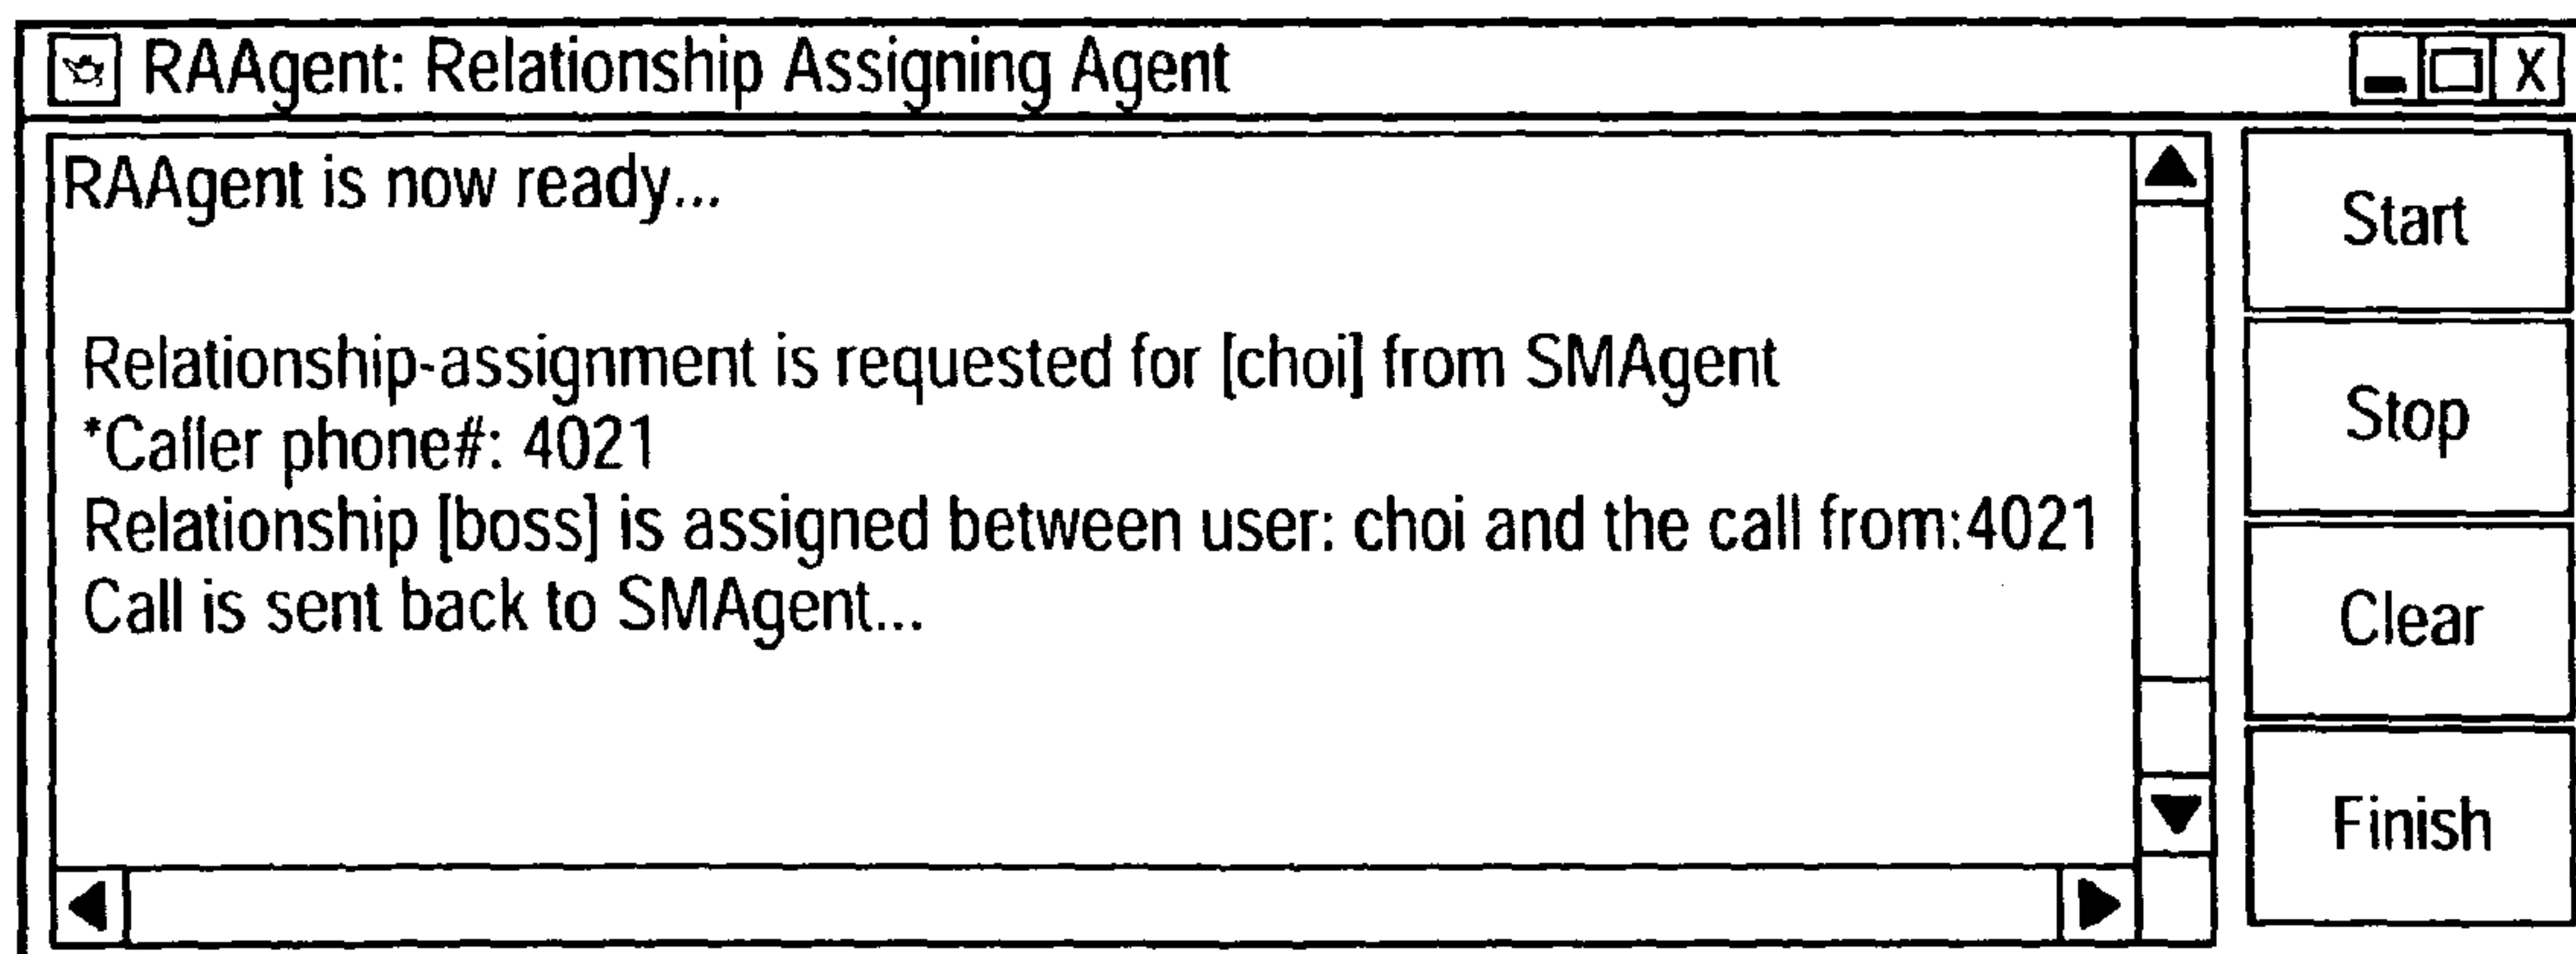 RAAgent: Relationship Assigning Agent
X
RAAgent is now ready...
Relationship-assignment is requested for [choi] from SMAgent
*Caller phone#: 4021
Relationship [boss] is assigned between user: choi and the call from:4021
Call is sent back to SMAgent...
Start
Stop
Clear
Finish